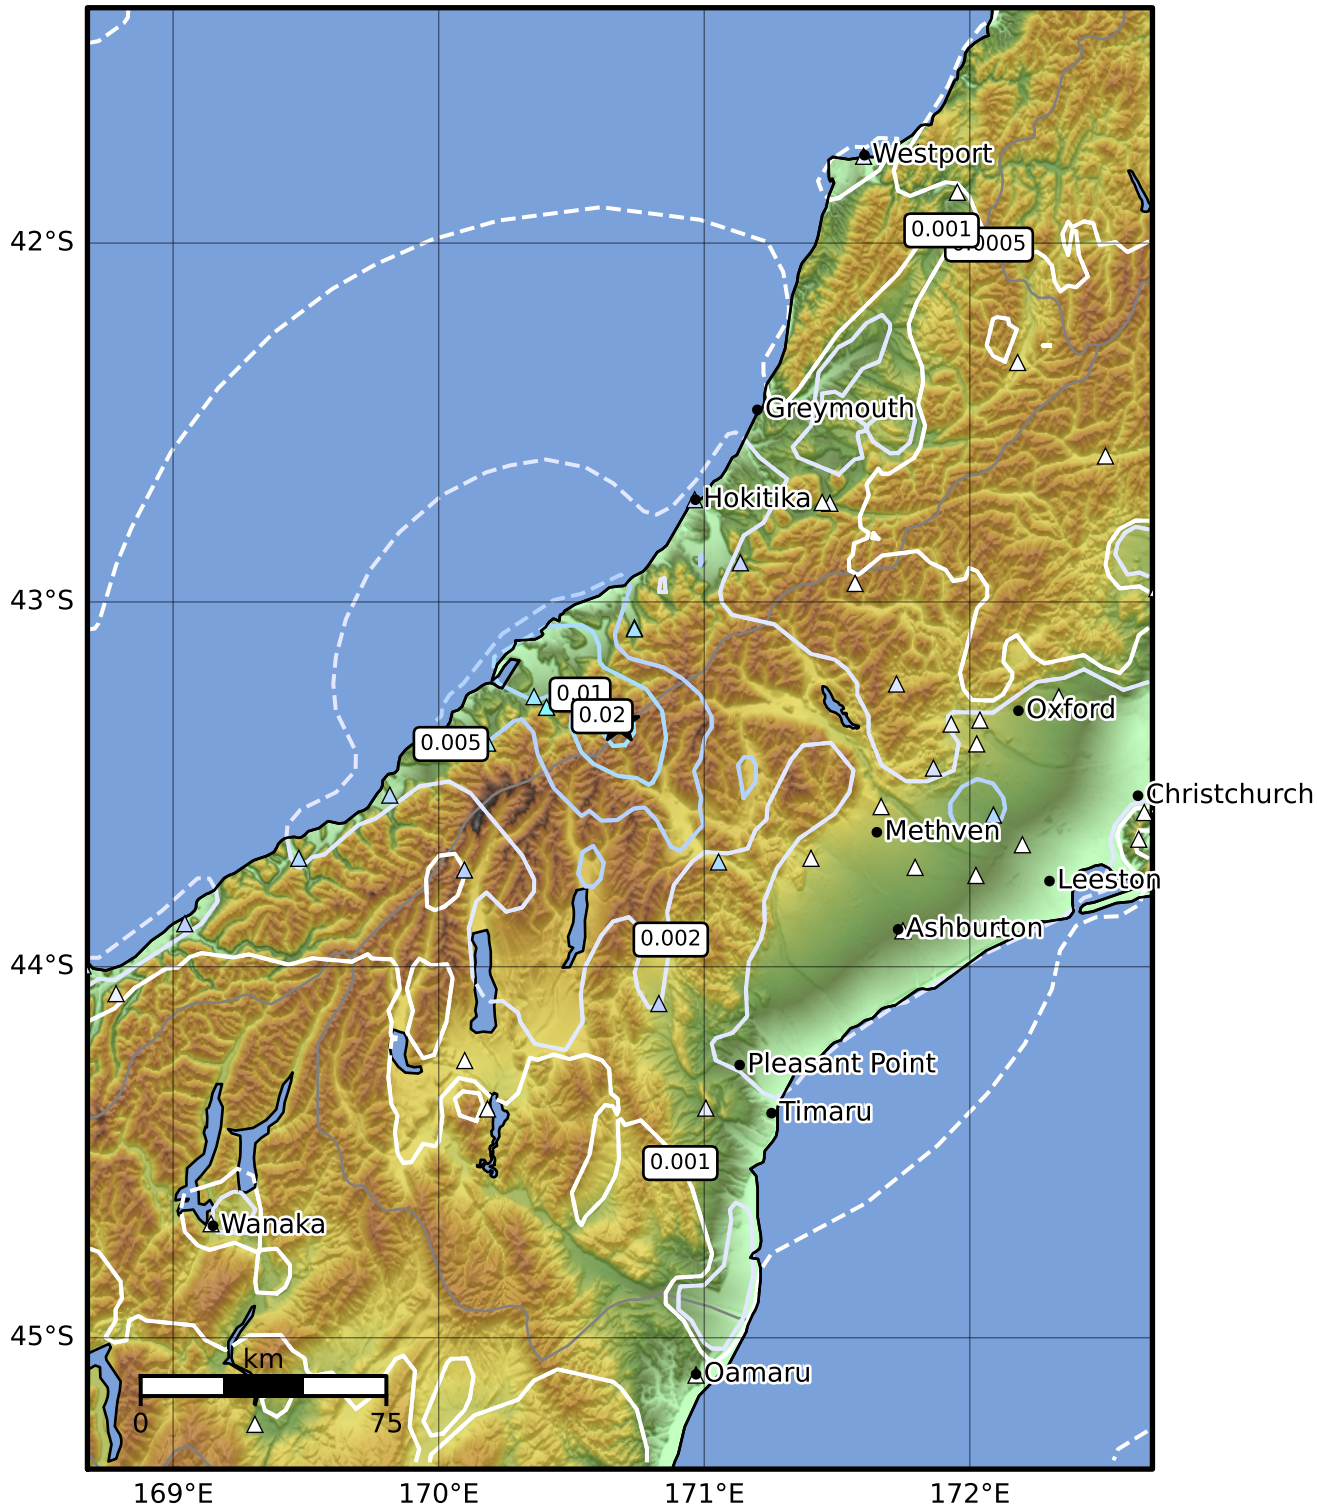 Westport
42°S
0.001
0.0005
Greymouth
Hokitika
43°S
0.01
0.02
0.005
Oxford
Christchurch
Methven
Leeston
Ashburton
0.002
44°S
Pleasant Point
Timaru
0.001
Wanaka
45°S
km
0
75
Oamaru
169°E
170°E
171°E
172°E